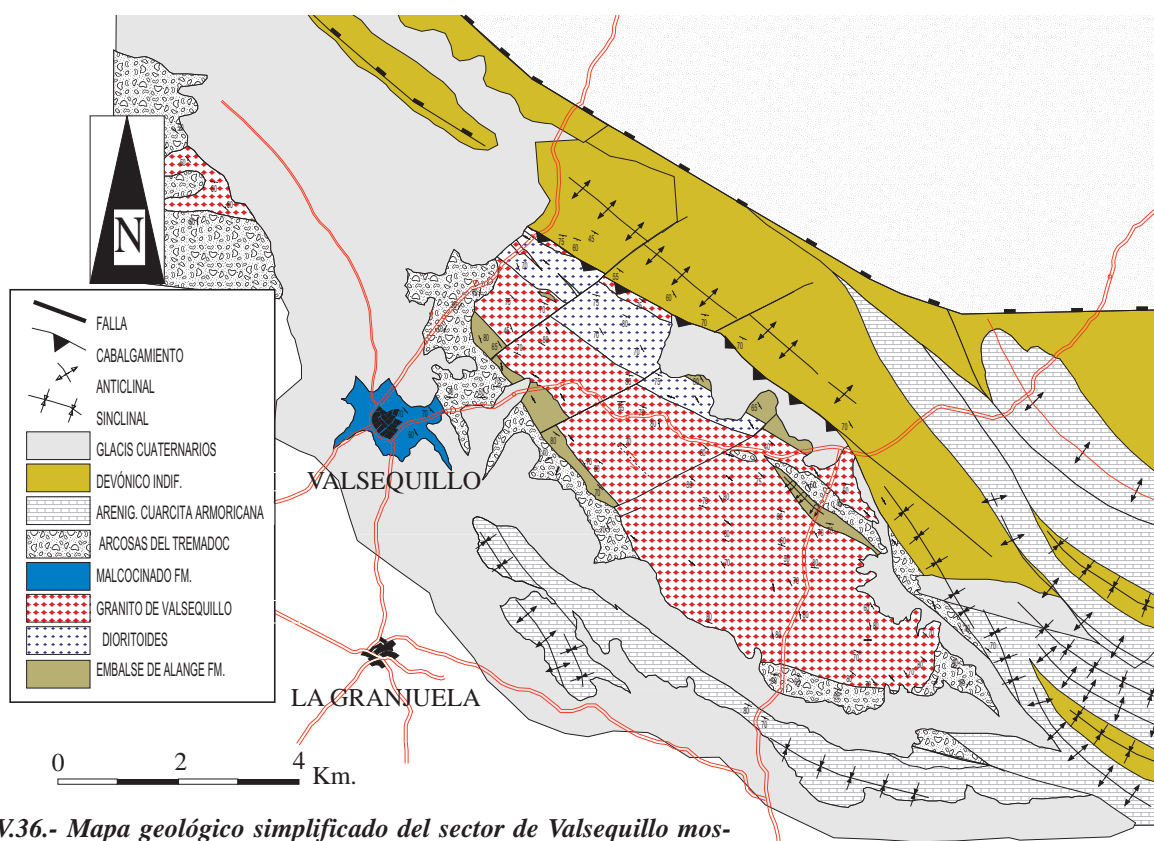 N
FALLA
CABALGAMIENTO
ANTICLINAL
SINCLINAL
GLACIS CUATERNARIOS
DEVÓNICO INDIF.
ARENIG. CUARCITA ARMORICANA
ARCOSAS DEL TREMADOC
MALCOCINADO FM.
GRANITO DE VALSEQUILLO
DIORITOIDES
EMBALSE DE ALANGE FM.
VALSEQUILLO
LA GRANJUELA
0 2 4 Km.
V.36.- Mapa geológico simplificado del sector de Valsequillo mos-